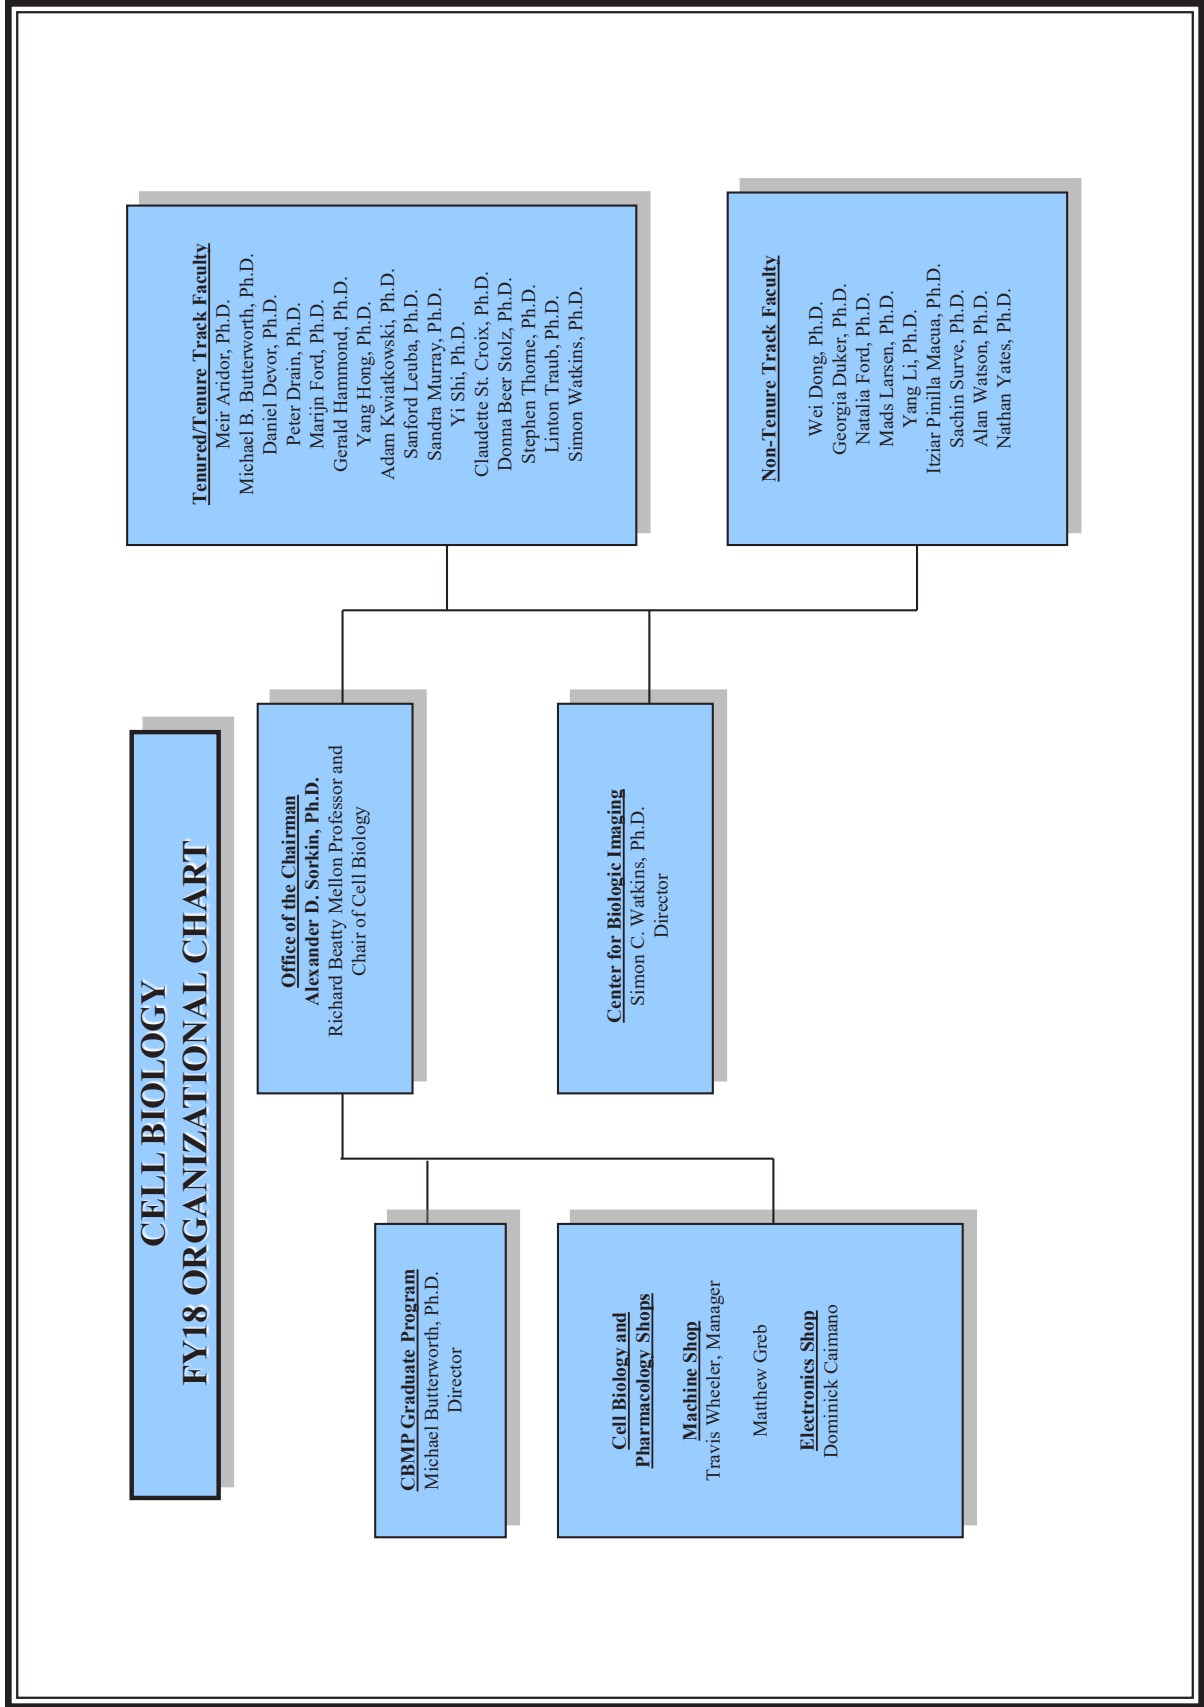 CELL BIOLOGY
FY18 ORGANIZATIONAL CHART
Office of the Chairman
Alexander D. Sorkin, Ph.D.
Richard Beatty Mellon Professor and
Chair of Cell Biology
CBMP Graduate Program
Michael Butterworth, Ph.D.
Director
Cell Biology and
Pharmacology Shops
Machine Shop
Travis Wheeler, Manager
Matthew Greb
Electronics Shop
Dominick Caimano
Center for Biologic Imaging
Simon C. Watkins, Ph.D.
Director
Tenured/Tenure Track Faculty
Meir Aridor, Ph.D.
Michael B. Butterworth, Ph.D.
Daniel Devor, Ph.D.
Peter Drain, Ph.D.
Marijn Ford, Ph.D.
Gerald Hammond, Ph.D.
Yang Hong, Ph.D.
Adam Kwiatkowski, Ph.D.
Sanford Leuba, Ph.D.
Sandra Murray, Ph.D.
Yi Shi, Ph.D.
Claudette St. Croix, Ph.D.
Donna Beer Stolz, Ph.D.
Stephen Thorne, Ph.D.
Linton Traub, Ph.D.
Simon Watkins, Ph.D.
Non-Tenure Track Faculty
Wei Dong, Ph.D.
Georgia Duker, Ph.D.
Natalia Ford, Ph.D.
Mads Larsen, Ph.D.
Yang Li, Ph.D.
Itziar Pinilla Macua, Ph.D.
Sachin Surve, Ph.D.
Alan Watson, Ph.D.
Nathan Yates, Ph.D.